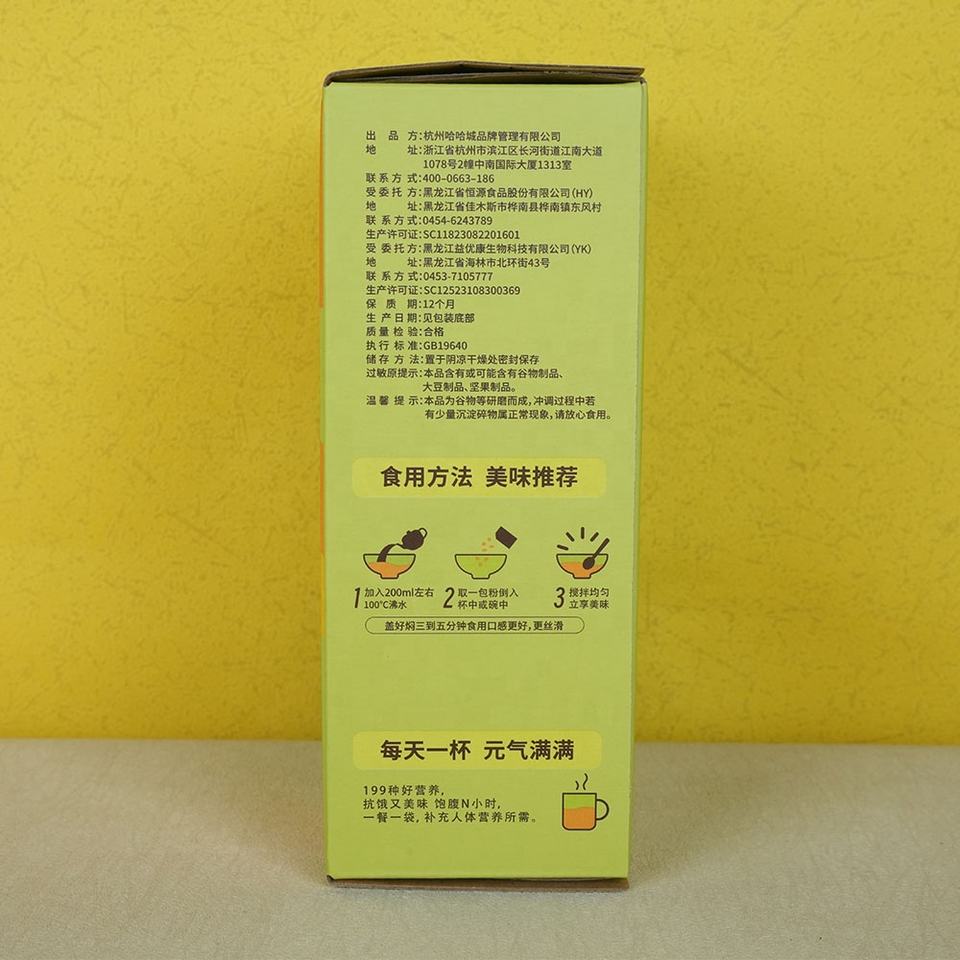 出品方:杭州哈哈城品牌管理有限公司
地址:浙江省杭州市滨江区长河街道江南大道
1078号2幢中南国际大厦1313室
联系方式:400-0663-186
受委托方:黑龙江省恒源食品股份有限公司(HY)
地址:黑龙江省佳木斯市桦南县桦南镇东风村
联系方式:0454-6243789
生产许可证:SC11823082201601
受委托方:黑龙江益优康生物科技有限公司(YK)
地址:黑龙江省海林市北环街43号
联系方式:0453-7105777
生产许可证:SC12523108300369
保质期:12个月
生产日期:见包装底部
质量检验:合格
执行标准:GB19640
储存方法:置于阴凉干燥处密封保存
过敏原提示:本品含有或可能含有谷物制品、
大豆制品、坚果制品。
温馨提示:本品为谷物等研磨而成,冲调过程中若
有少量沉淀碎物属正常现象,请放心食用。
食用方法 美味推荐
1 加入200ml左右
100℃沸水
2 取一包粉倒入
杯中或碗中
3 搅拌均匀
立享美味
盖好焖三到五分钟食用口感更好,更丝滑
每天一杯 元气满满
199种好营养,
抗饿又美味 饱腹N小时,
一餐一袋,补充人体营养所需。